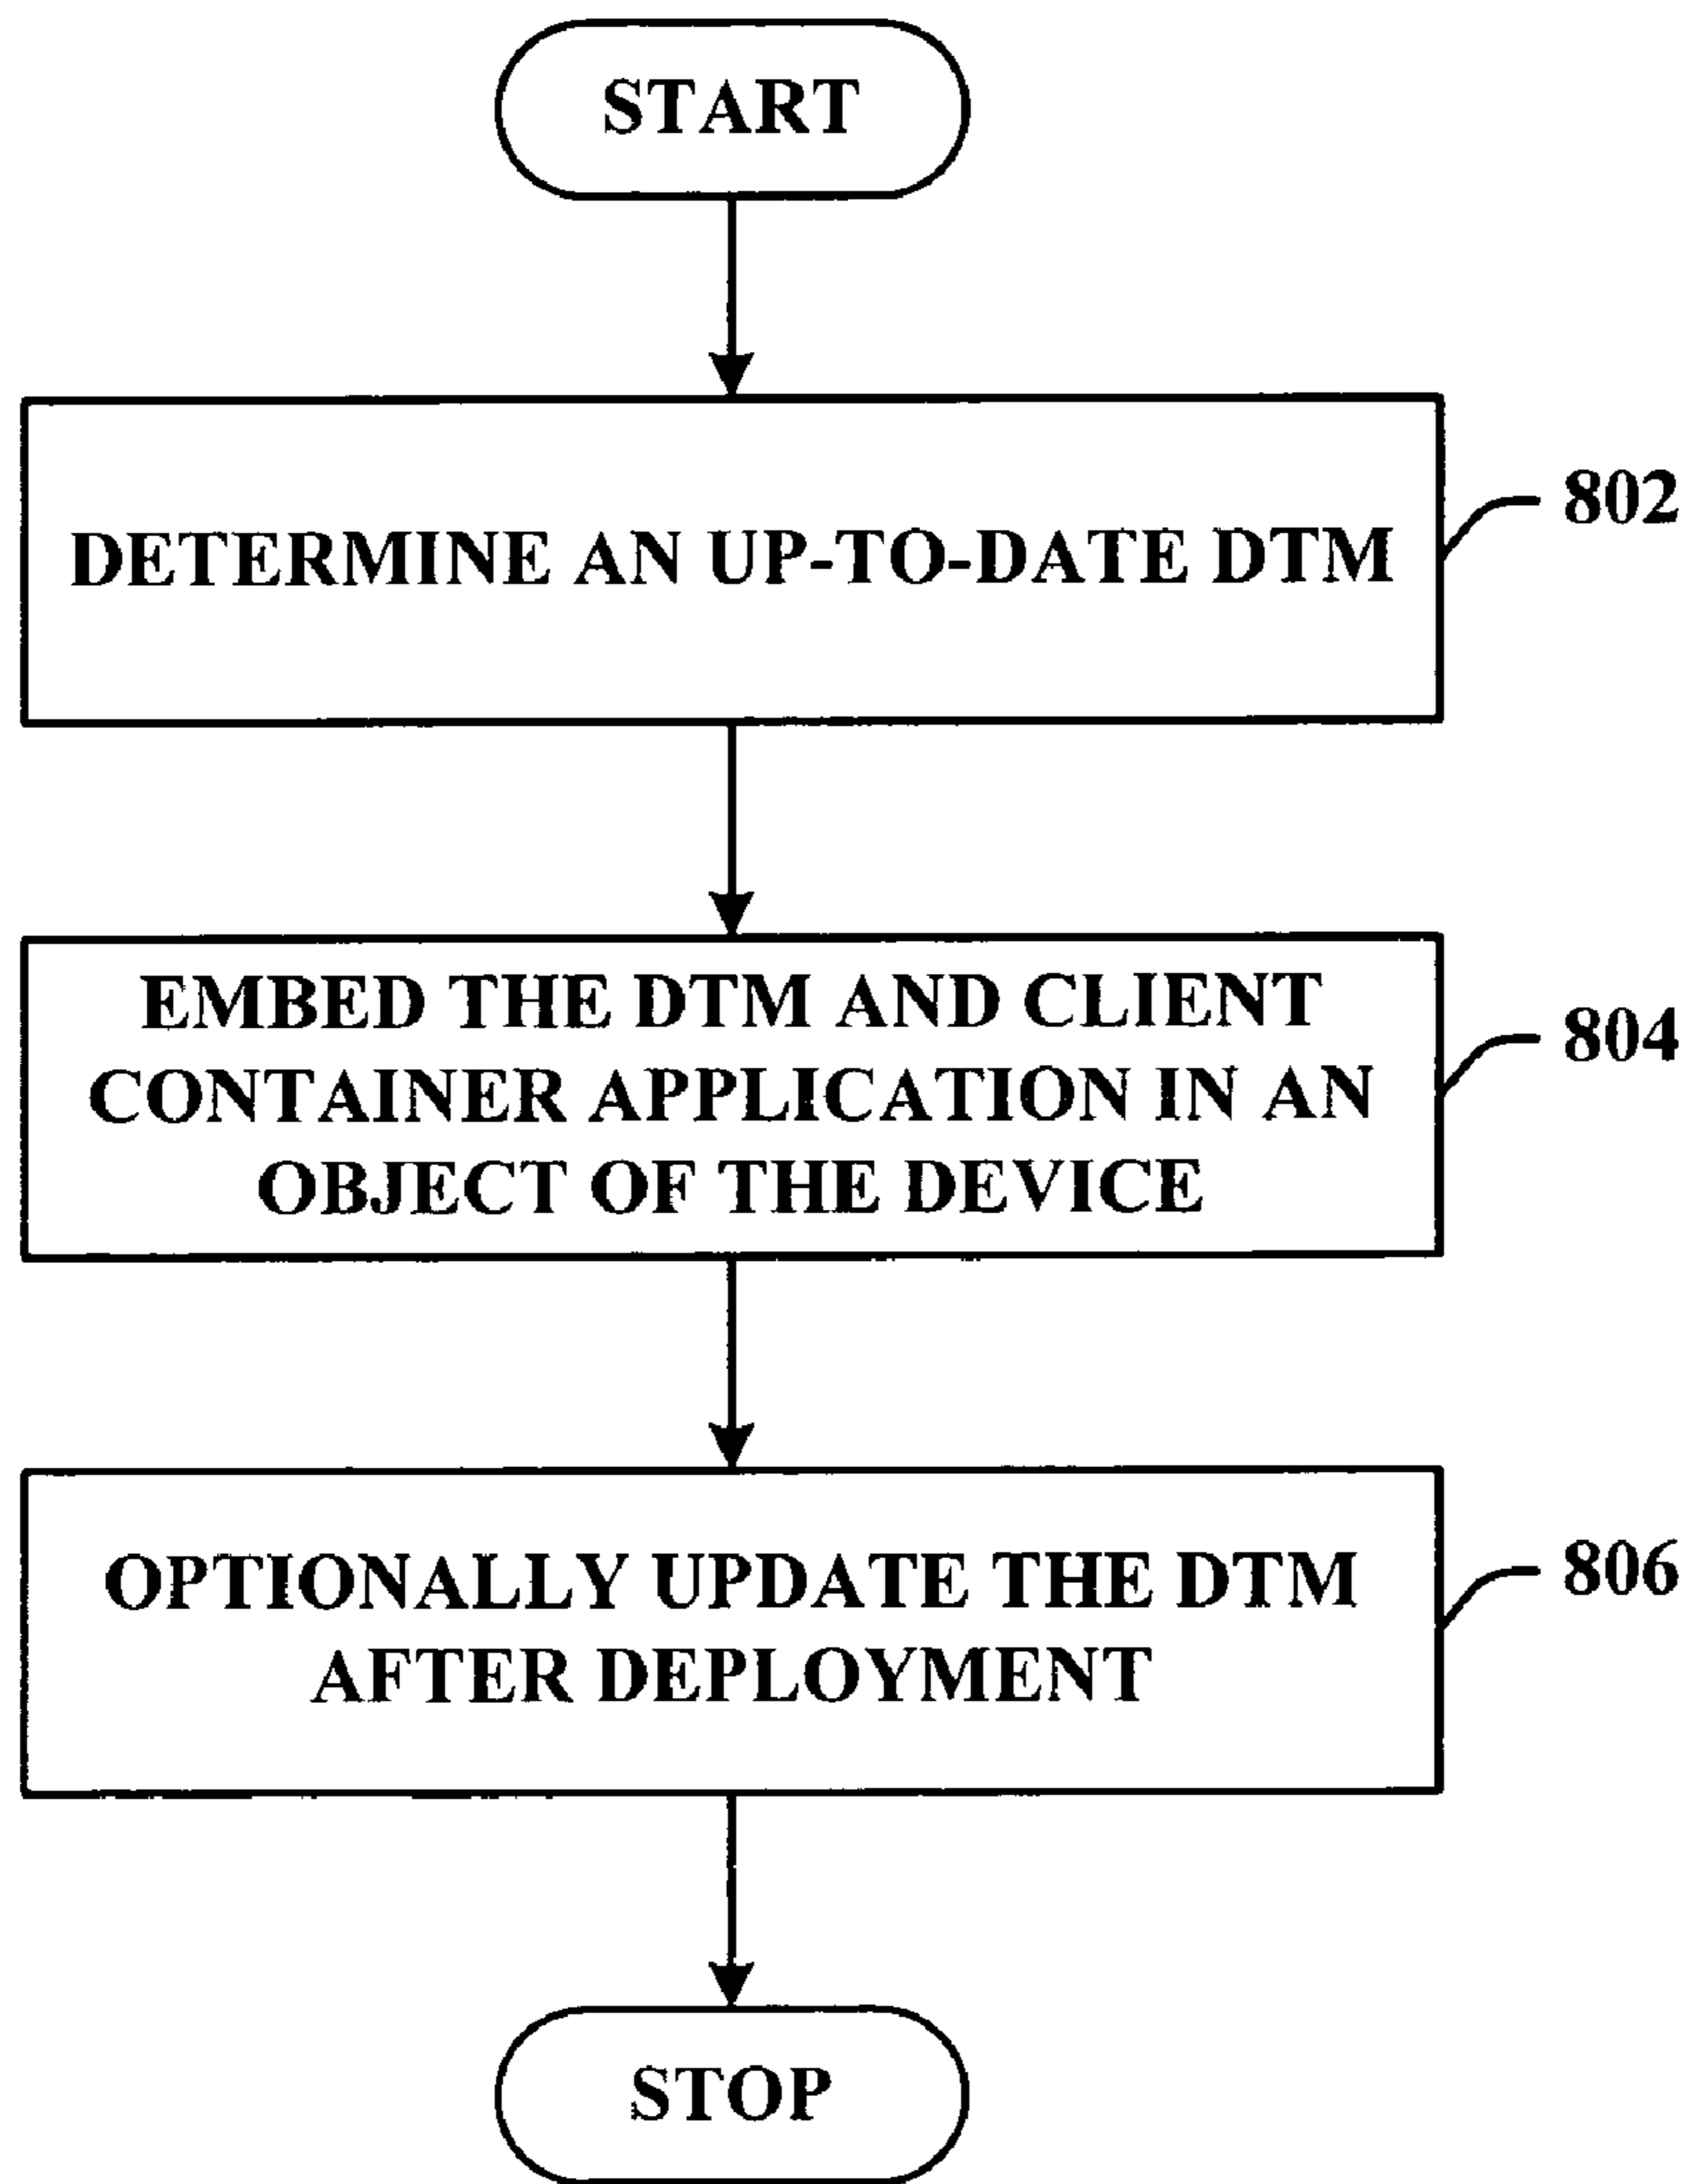 START
DETERMINE AN UP-TO-DATE DTM
802
EMBED THE DTM AND CLIENT
CONTAINER APPLICATION IN AN
OBJECT OF THE DEVICE
804
OPTIONALLY UPDATE THE DTM
AFTER DEPLOYMENT
806
STOP